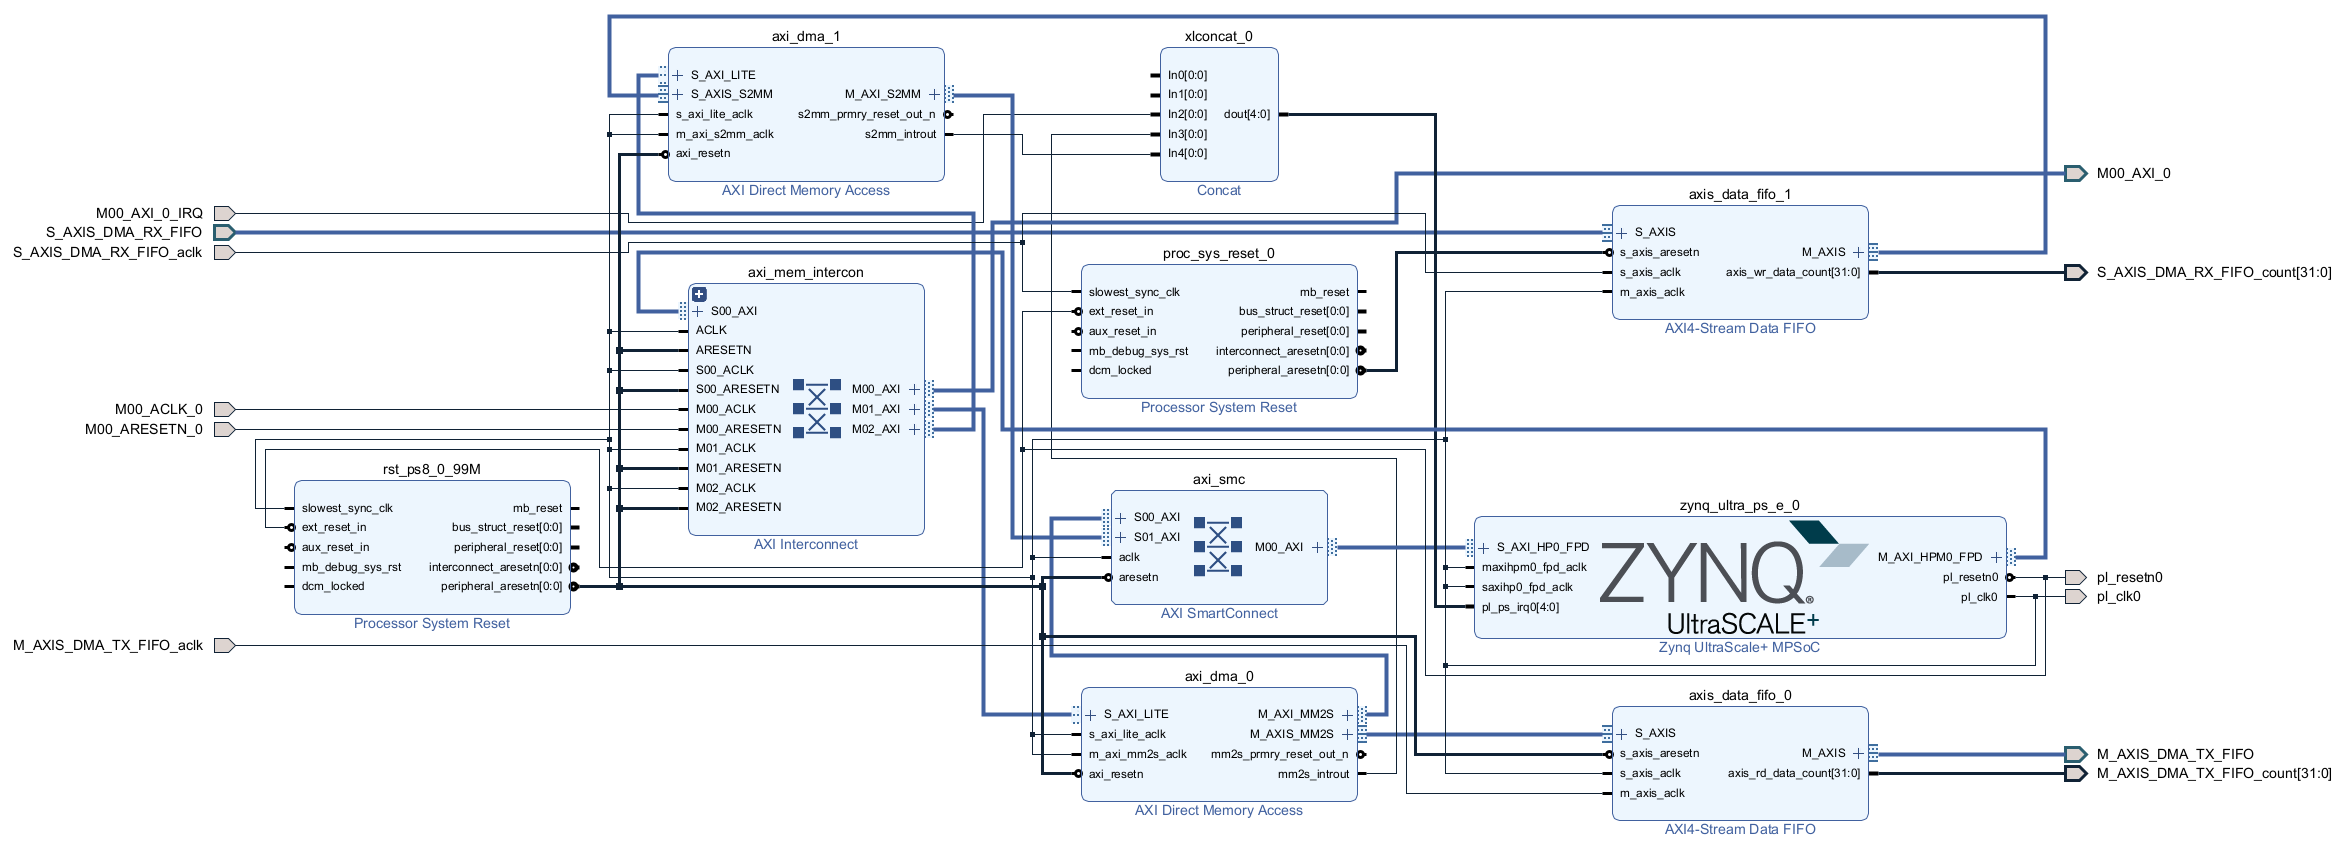 axi_dma_1
S_AXI_LITE
S_AXIS_S2MM
s_axi_lite_aclk
m_axi_s2mm_aclk
axi_resetn
M_AXI_S2MM
s2mm_prmry_reset_out_n
s2mm_introut
AXI Direct Memory Access
xlconcat_0
In0[0:0]
In1[0:0]
In2[0:0]
In3[0:0]
In4[0:0]
dout[4:0]
Concat
M00_AXI_0
M00_AXI_0_IRQ
S_AXIS_DMA_RX_FIFO
S_AXIS_DMA_RX_FIFO_aclk
axis_data_fifo_1
S_AXIS
s_axis_aresetn
s_axis_aclk
m_axis_aclk
M_AXIS
axis_wr_data_count[31:0]
AXI4-Stream Data FIFO
S_AXIS_DMA_RX_FIFO_count[31:0]
proc_sys_reset_0
slowest_sync_clk
ext_reset_in
aux_reset_in
mb_debug_sys_rst
dcm_locked
mb_reset
bus_struct_reset[0:0]
peripheral_reset[0:0]
interconnect_aresetn[0:0]
peripheral_aresetn[0:0]
Processor System Reset
axi_mem_intercon
S00_AXI
ACLK
ARESETN
S00_ACLK
S00_ARESETN
M00_ACLK
M00_ARESETN
M01_ACLK
M01_ARESETN
M02_ACLK
M02_ARESETN
M00_AXI
M01_AXI
M02_AXI
AXI Interconnect
M00_ACLK_0
M00_ARESETN_0
rst_ps8_0_99M
slowest_sync_clk
ext_reset_in
aux_reset_in
mb_debug_sys_rst
dcm_locked
mb_reset
bus_struct_reset[0:0]
peripheral_reset[0:0]
interconnect_aresetn[0:0]
peripheral_aresetn[0:0]
Processor System Reset
axi_smc
S00_AXI
S01_AXI
aclk
aresetn
M00_AXI
AXI SmartConnect
zynq_ultra_ps_e_0
S_AXI_HP0_FPD
maxihpm0_fpd_aclk
saxihp0_fpd_aclk
pl_ps_irq0[4:0]
ZYNQ®
UltraSCALE+
M_AXI_HPM0_FPD
pl_resetn0
pl_clk0
Zynq UltraScale+ MPSoC
pl_resetn0
pl_clk0
M_AXIS_DMA_TX_FIFO_aclk
axi_dma_0
S_AXI_LITE
s_axi_lite_aclk
m_axi_mm2s_aclk
axi_resetn
M_AXI_MM2S
M_AXIS_MM2S
mm2s_prmry_reset_out_n
mm2s_introut
AXI Direct Memory Access
axis_data_fifo_0
S_AXIS
s_axis_aresetn
s_axis_aclk
m_axis_aclk
M_AXIS
axis_rd_data_count[31:0]
AXI4-Stream Data FIFO
M_AXIS_DMA_TX_FIFO
M_AXIS_DMA_TX_FIFO_count[31:0]